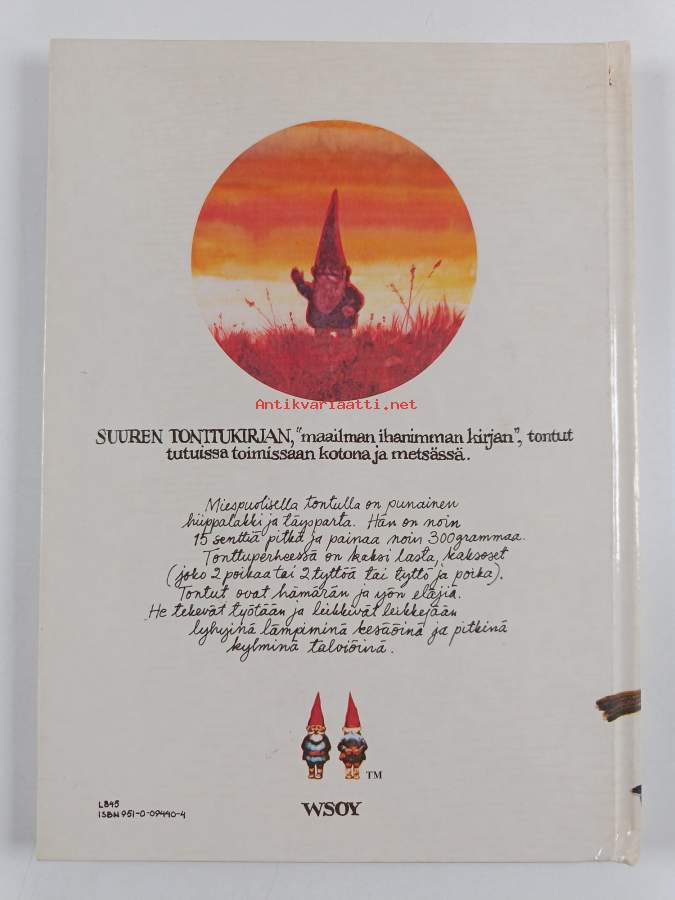 Antikvariaatti.net
SUUREN TONTTUKIRJAN, "maailman ihanimman kirjan", tontut
tutuissa toimissaan kotona ja metsässä.
Miespuolisella tontulla on punainen
hiippalakki ja täysparta. Hän on noin
15 senttiä pitkä ja painaa noin 300 grammaa.
Tonttuperheessä on kaksi lasta, kaksoset
(joko 2 poikaa tai 2 tyttöä tai tyttö ja poika).
Tontut ovat hämärän ja yön eläjiä.
He tekevät työtään ja leikkivät leikkejään
lyhyinä lämpiminä kesäöinä ja pitkinä
kylminä talviöinä.
TM
WSOY
L845
ISBN 951-0-09490-4